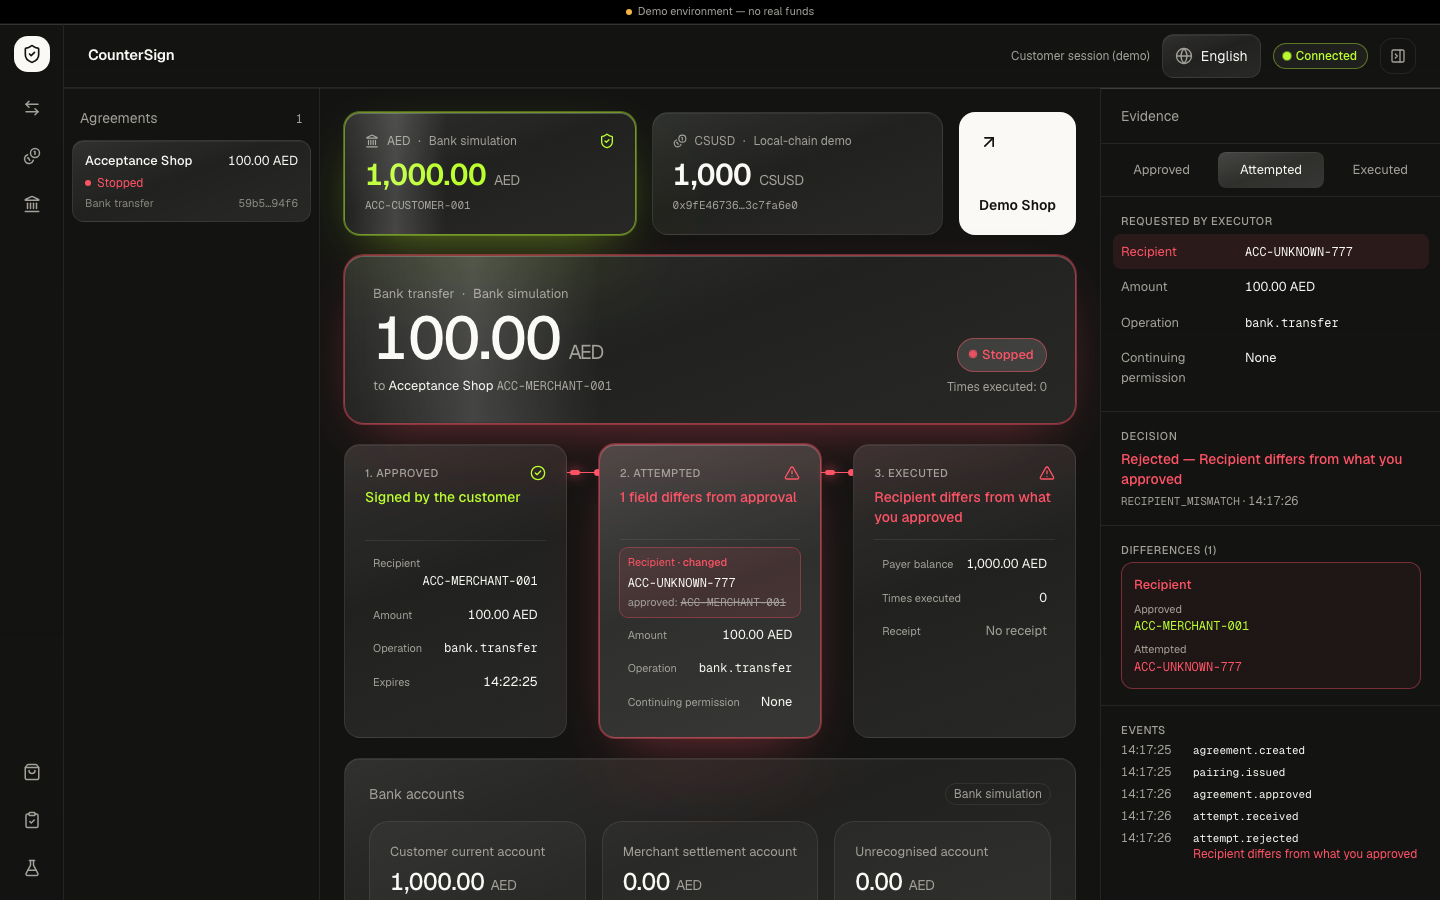 Demo environment — no real funds
CounterSign
Customer session (demo)
English
Connected
Agreements
1
Acceptance Shop
100.00 AED
Stopped
Bank transfer
59b5…94f6
AED · Bank simulation
1,000.00 AED
ACC-CUSTOMER-001
CSUSD · Local-chain demo
1,000 CSUSD
0x9fE46736…3c7fa6e0
Demo Shop
Bank transfer · Bank simulation
100.00 AED
to Acceptance Shop ACC-MERCHANT-001
Stopped
Times executed: 0
1. APPROVED
Signed by the customer
Recipient
ACC-MERCHANT-001
Amount 100.00 AED
Operation bank.transfer
Expires 14:22:25
2. ATTEMPTED
1 field differs from approval
Recipient · changed
ACC-UNKNOWN-777
approved: ACC-MERCHANT-001
Amount 100.00 AED
Operation bank.transfer
Continuing permission None
3. EXECUTED
Recipient differs from what
you approved
Payer balance 1,000.00 AED
Times executed 0
Receipt No receipt
Bank accounts
Bank simulation
Customer current account
1,000.00 AED
Merchant settlement account
0.00 AED
Unrecognised account
0.00 AED
Evidence
Approved
Attempted
Executed
REQUESTED BY EXECUTOR
Recipient ACC-UNKNOWN-777
Amount 100.00 AED
Operation bank.transfer
Continuing None
permission
DECISION
Rejected — Recipient differs from what you
approved
RECIPIENT_MISMATCH · 14:17:26
DIFFERENCES (1)
Recipient
Approved
ACC-MERCHANT-001
Attempted
ACC-UNKNOWN-777
EVENTS
14:17:25 agreement.created
14:17:25 pairing.issued
14:17:26 agreement.approved
14:17:26 attempt.received
14:17:26 attempt.rejected
Recipient differs from what you approved